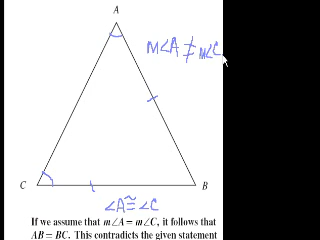 A
m∠A ≠ m∠C
C
B
∠A ≅ ∠C
If we assume that m∠A = m∠C, it follows that
AB = BC. This contradicts the given statement